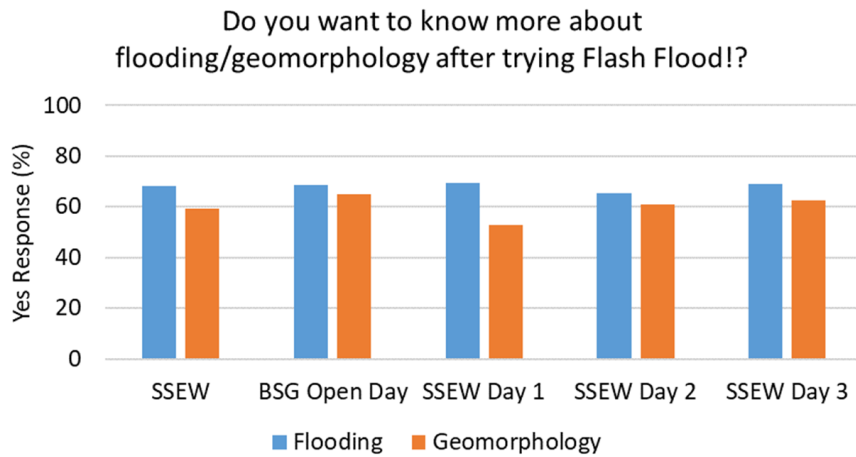 Do you want to know more about
flooding/geomorphology after trying Flash Flood!?
Yes Response (%)
100
80
60
40
20
0
SSEW BSG Open Day SSEW Day 1 SSEW Day 2 SSEW Day 3
Flooding Geomorphology